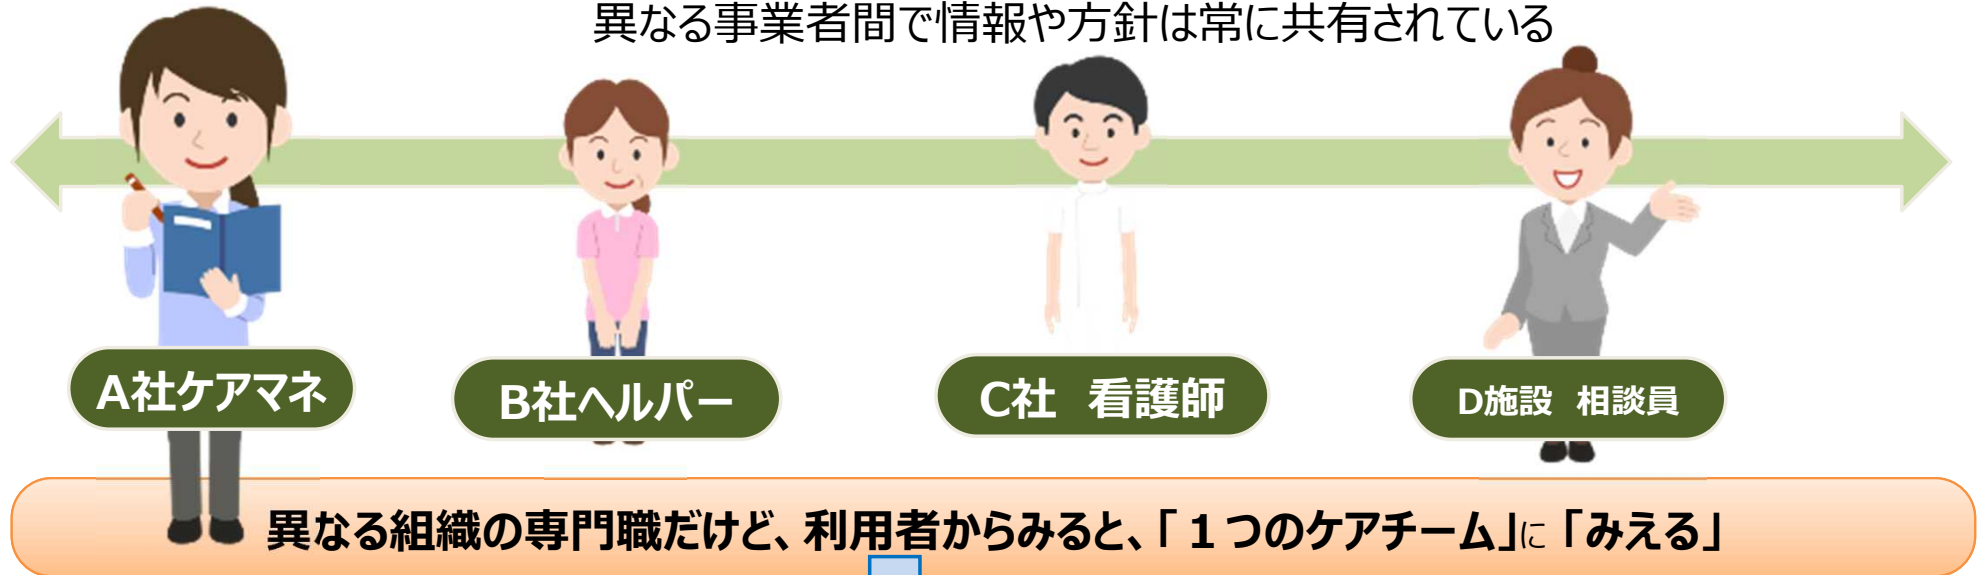 異なる事業者間で情報や方針は常に共有されている
A社ケアマネ
B社ヘルパー
C社　看護師
D施設　相談員
異なる組織の専門職だけど、利用者からみると、「１つのケアチーム」に「みえる」